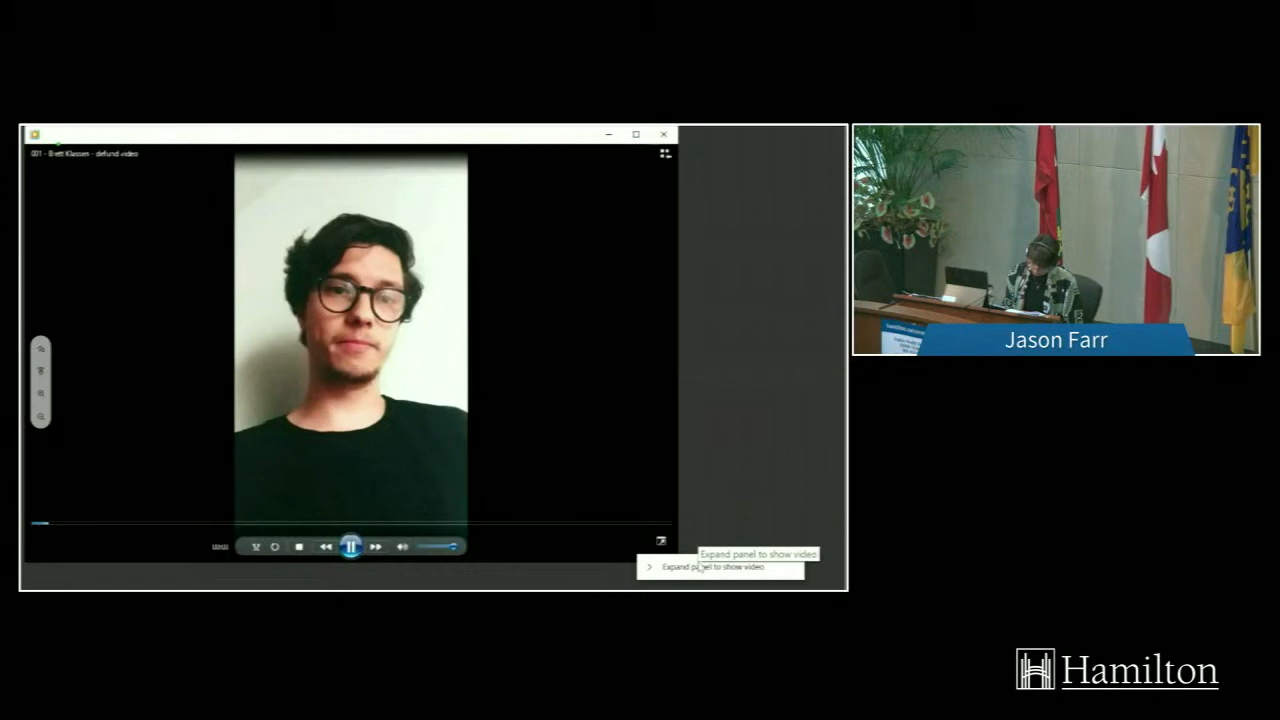 001 - Brett Klassen - defund video
Expand panel to show video
Expand panel to show video
Jason Farr
Hamilton